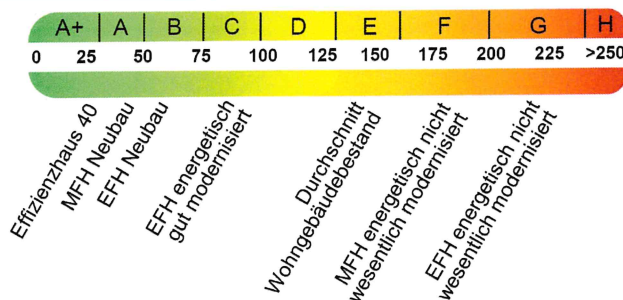 A+ A B C D E F G H
0 25 50 75 100 125 150 175 200 225 >250
Effizienzhaus 40
MFH Neubau
EFH Neubau
EFH energetisch
gut modernisiert
Durchschnitt
Wohngebäudebestand
MFH energetisch nicht
wesentlich modernisiert
EFH energetisch nicht
wesentlich modernisiert